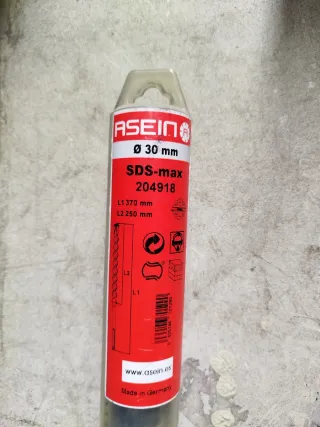 ASEIN
Ø 30 mm
SDS-max
204918
L1 370 mm
L2 250 mm
L2
L1
www.asein.es
Made in Germany